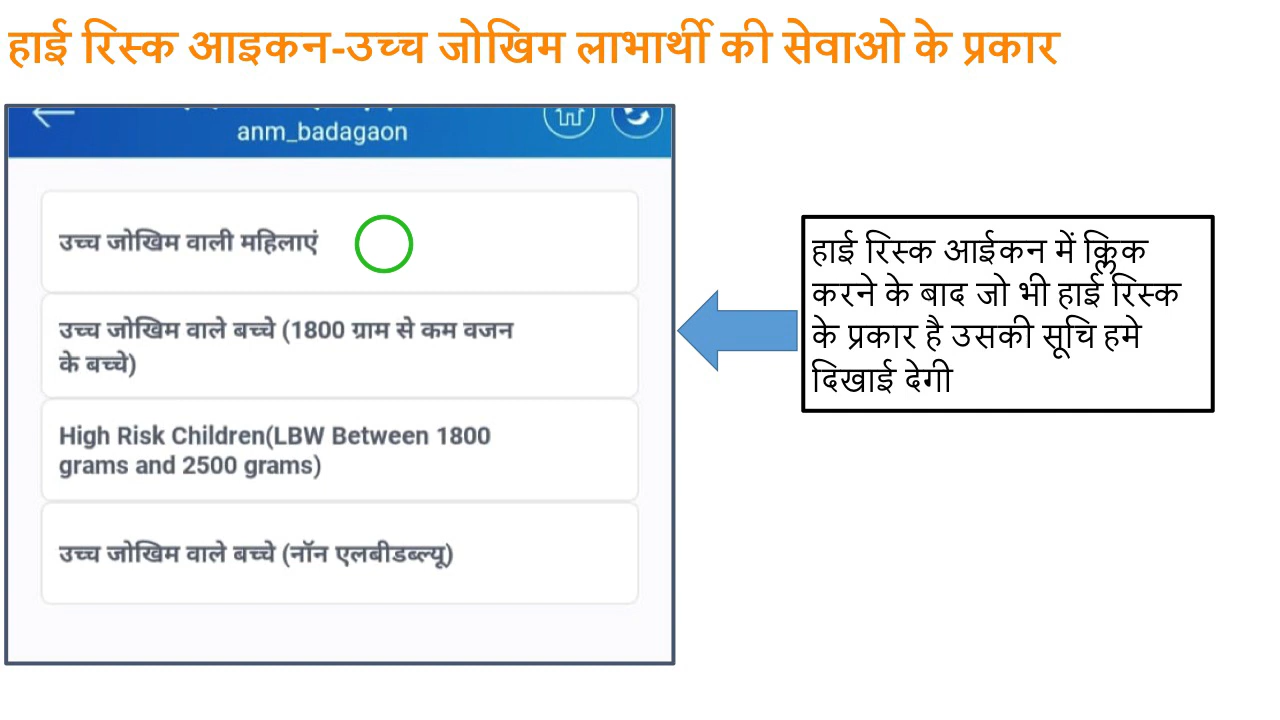 हाई रिस्क आइकन-उच्च जोखिम लाभार्थी की सेवाओ के प्रकार
anm_badagaon
उच्च जोखिम वाली महिलाएं
उच्च जोखिम वाले बच्चे (1800 ग्राम से कम वजन
के बच्चे)
High Risk Children(LBW Between 1800
grams and 2500 grams)
उच्च जोखिम वाले बच्चे (नॉन एलबीडब्ल्यू)
हाई रिस्क आईकन में क्लिक
करने के बाद जो भी हाई रिस्क
के प्रकार है उसकी सूचि हमे
दिखाई देगी